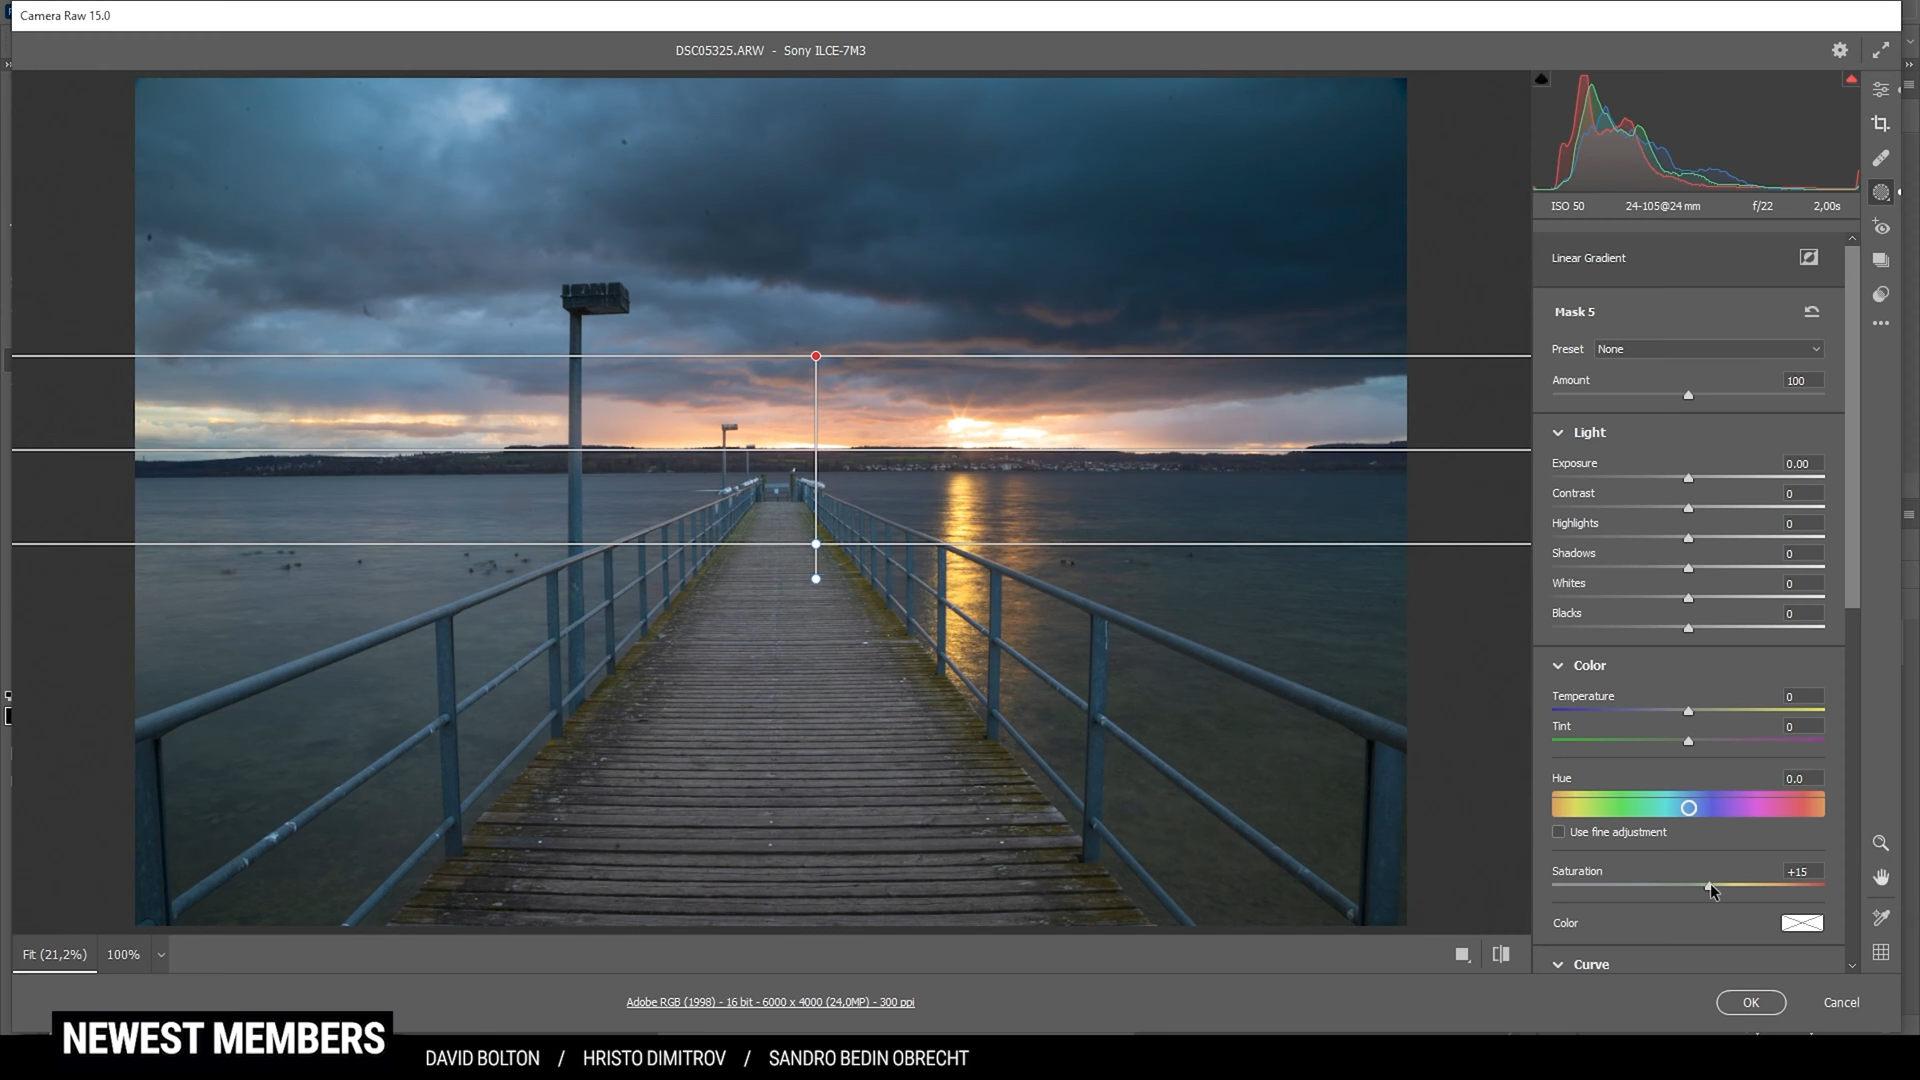 Camera Raw 15.0
DSC05325.ARW - Sony ILCE-7M3
ISO 50 24-105@24 mm f/22 2,00s
Linear Gradient
Mask 5
Preset None
Amount 100
Light
Exposure 0.00
Contrast 0
Highlights 0
Shadows 0
Whites 0
Blacks 0
Color
Temperature 0
Tint 0
Hue 0.0
Use fine adjustment
Saturation +15
Color
Curve
Fit (21,2%) 100%
Adobe RGB (1998) - 16 bit - 6000 x 4000 (24,0MP) - 300 ppi
OK Cancel
NEWEST MEMBERS
DAVID BOLTON / HRISTO DIMITROV / SANDRO BEDIN OBRECHT